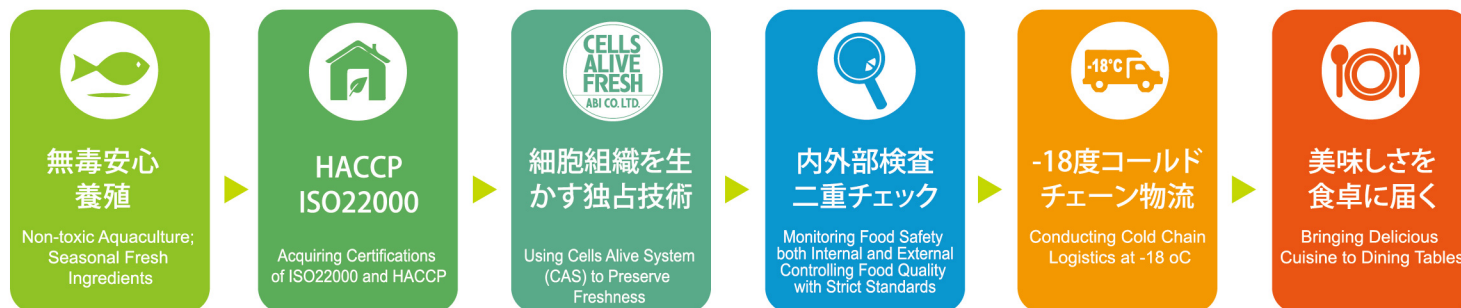 無毒安心
養殖
Non-toxic Aquaculture;
Seasonal Fresh
Ingredients
HACCP
ISO22000
Acquiring Certifications
of ISO22000 and HACCP
CELLS
ALIVE
FRESH
ABI CO. LTD.
細胞組織を生
かす独占技術
Using Cells Alive System
(CAS) to Preserve
Freshness
内外部検査
二重チェック
Monitoring Food Safety
both Internal and External
Controlling Food Quality
with Strict Standards
-18°C
-18度コールド
チェーン物流
Conducting Cold Chain
Logistics at -18 oC
美味しさを
食卓に届く
Bringing Delicious
Cuisine to Dining Tables